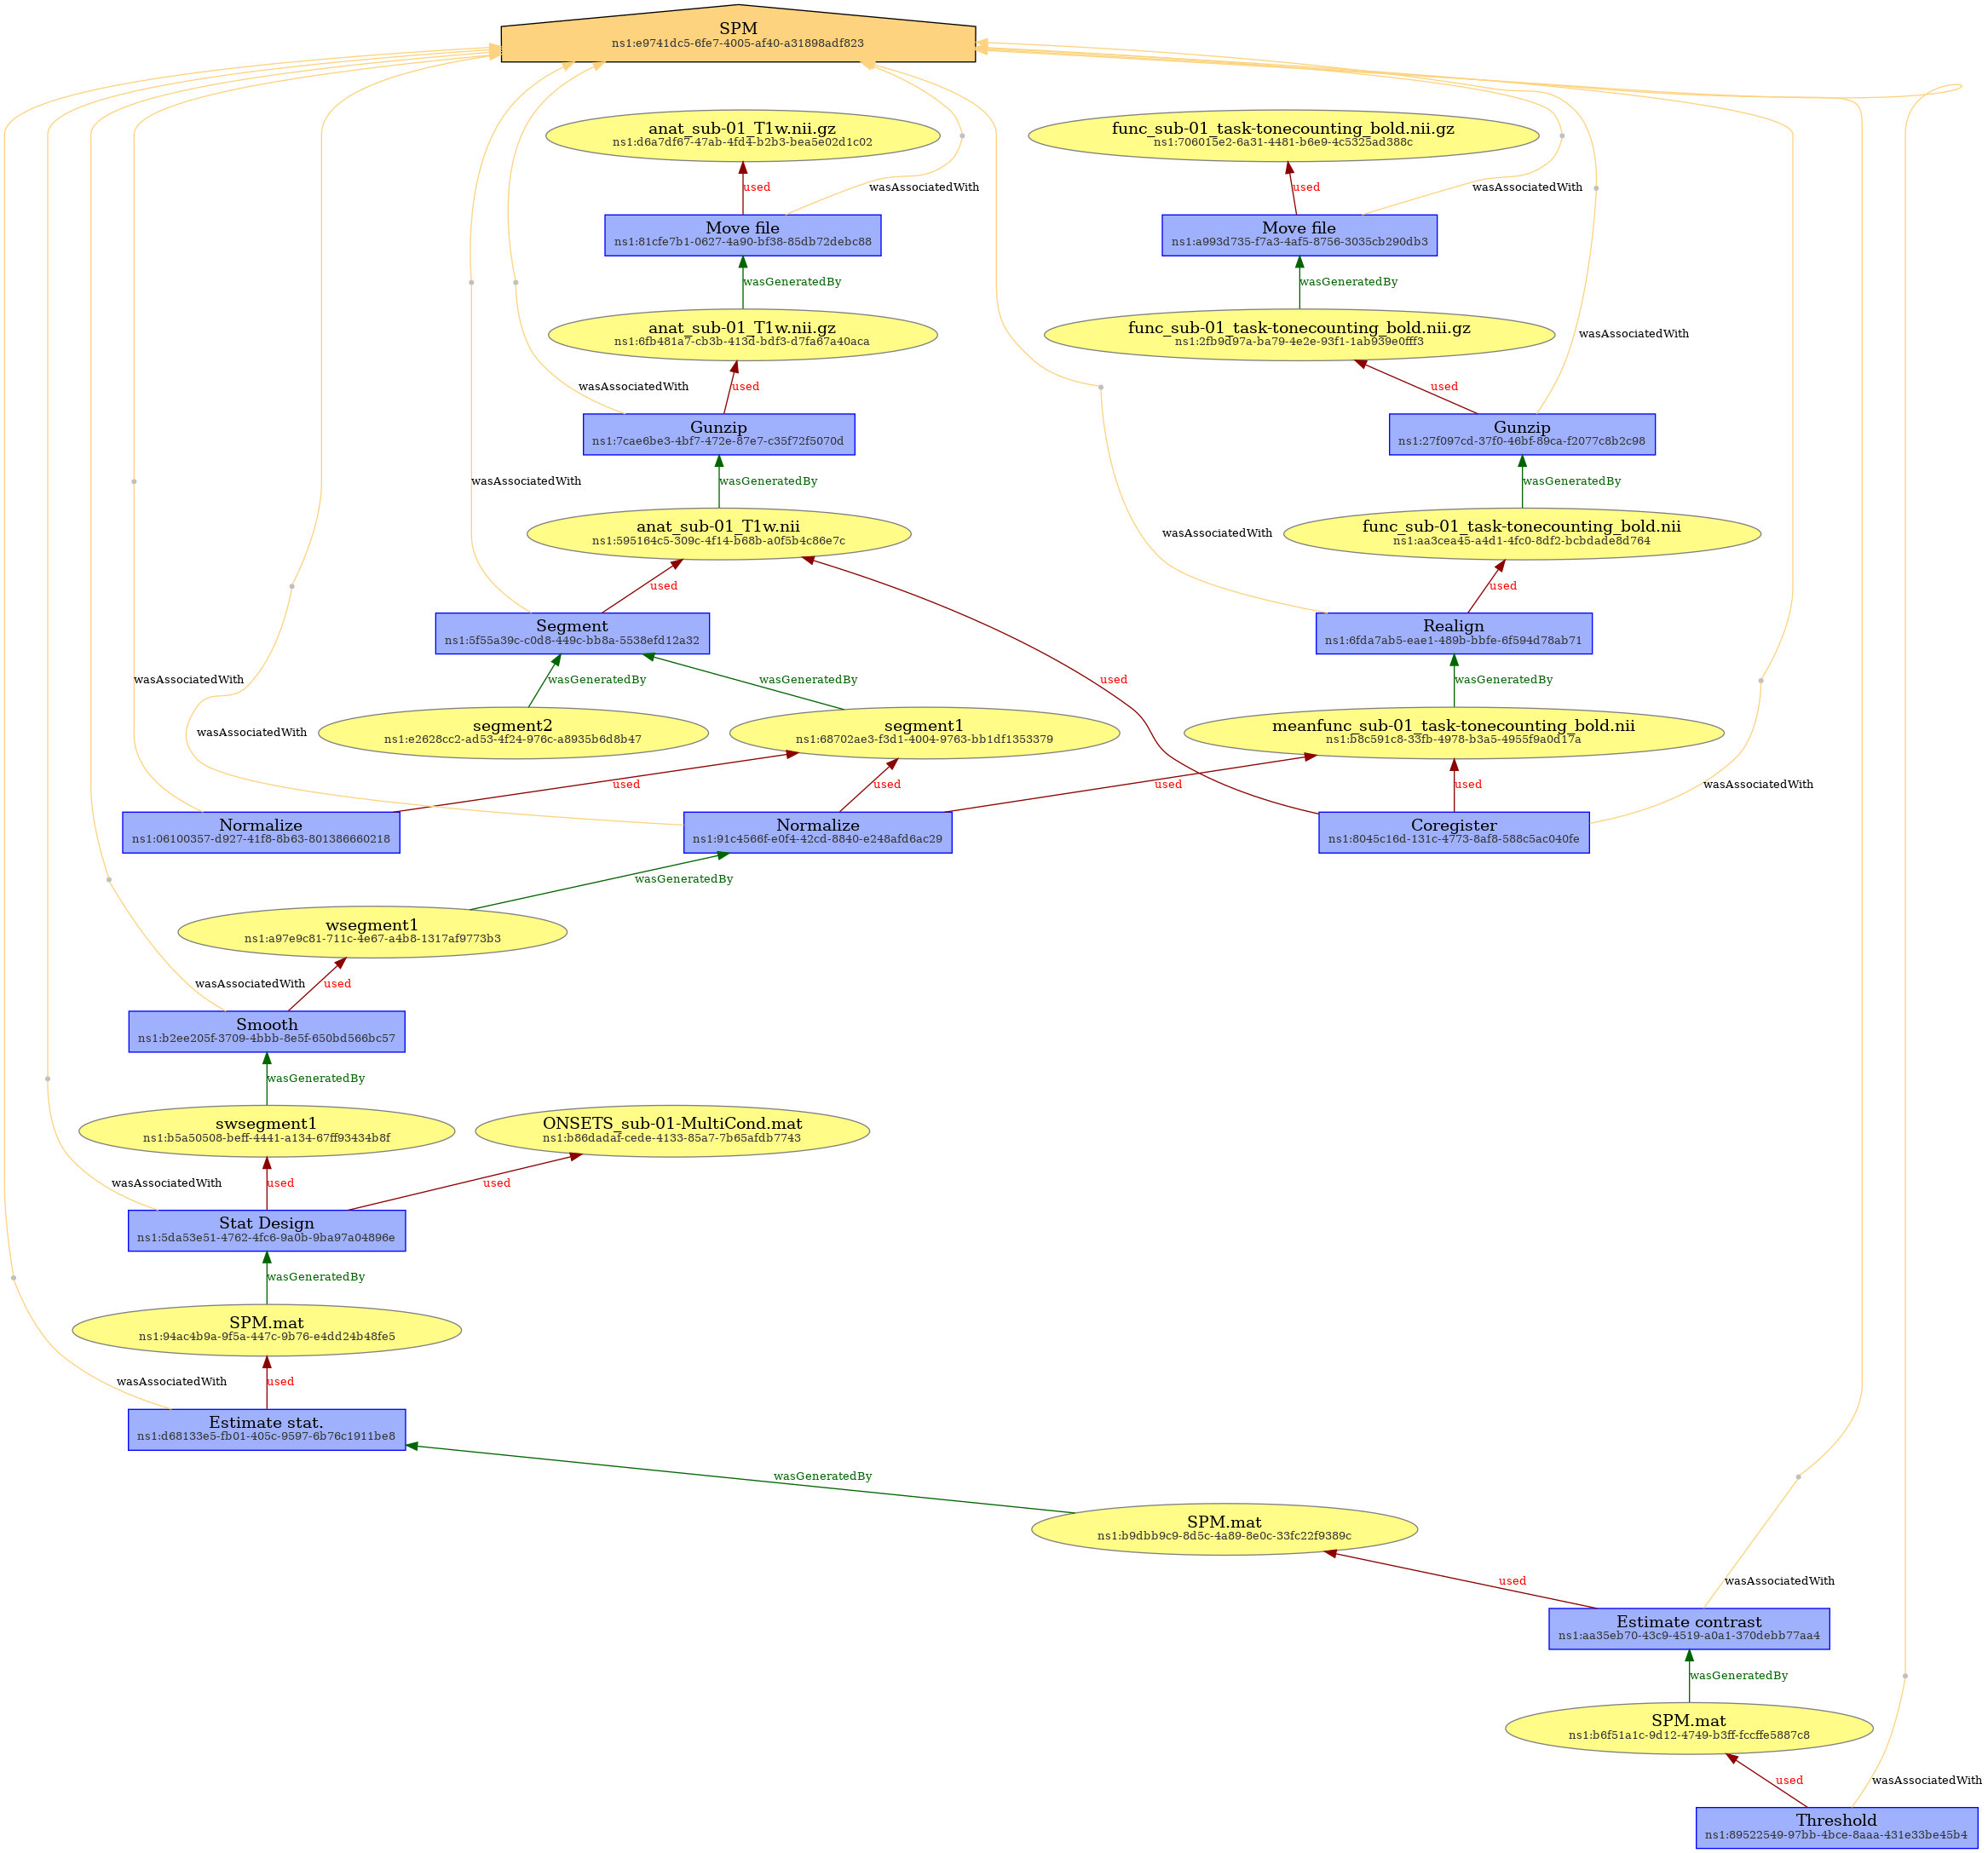 SPM
ns1:e9741dc5-6fe7-4005-af40-a31898adf823
anat_sub-01_T1w.nii.gz
ns1:d6a7df67-47ab-4fd4-b2b3-bea5e02d1c02
func_sub-01_task-tonecounting_bold.nii.gz
ns1:706015e2-6a31-4481-b6e9-4c5325ad388c
used
wasAssociatedWith
used
wasAssociatedWith
Move file
ns1:81cfe7b1-0627-4a90-bf38-85db72debc88
Move file
ns1:a993d735-f7a3-4af5-8756-3035cb290db3
wasGeneratedBy
wasGeneratedBy
anat_sub-01_T1w.nii.gz
ns1:6fb481a7-cb3b-413d-bdf3-d7fa67a40aca
func_sub-01_task-tonecounting_bold.nii.gz
ns1:2fb9d97a-ba79-4e2e-93f1-1ab939e0fff3
wasAssociatedWith
wasAssociatedWith
used
used
Gunzip
ns1:7cae6be3-4bf7-472e-87e7-c35f72f5070d
Gunzip
ns1:27f097cd-37f0-46bf-89ca-f2077c8b2c98
wasAssociatedWith
wasGeneratedBy
wasGeneratedBy
anat_sub-01_T1w.nii
ns1:595164c5-309c-4f14-b68b-a0f5b4c86e7c
wasAssociatedWith
func_sub-01_task-tonecounting_bold.nii
ns1:aa3cea45-a4d1-4fc0-8df2-bcbdade8d764
used
used
Segment
ns1:5f55a39c-c0d8-449c-bb8a-5538efd12a32
Realign
ns1:6fda7ab5-eae1-489b-bbfe-6f594d78ab71
wasAssociatedWith
wasGeneratedBy
wasGeneratedBy
used
wasGeneratedBy
wasAssociatedWith
segment2
ns1:e2628cc2-ad53-4f24-976c-a8935b6d8b47
segment1
ns1:68702ae3-f3d1-4004-9763-bb1df1353379
meanfunc_sub-01_task-tonecounting_bold.nii
ns1:b8c591c8-33fb-4978-b3a5-4955f9a0d17a
used
used
used
used
wasAssociatedWith
Normalize
ns1:06100357-d927-41f8-8b63-801386660218
Normalize
ns1:91c4566f-e0f4-42cd-8840-e248afd6ac29
Coregister
ns1:8045c16d-131c-4773-8af8-588c5ac040fe
wasGeneratedBy
wsegment1
ns1:a97e9c81-711c-4e67-a4b8-1317af9773b3
wasAssociatedWith
used
Smooth
ns1:b2ee205f-3709-4bbb-8e5f-650bd566bc57
wasGeneratedBy
swsegment1
ns1:b5a50508-beff-4441-a134-67ff93434b8f
ONSETS_sub-01-MultiCond.mat
ns1:b86dadaf-cede-4133-85a7-7b65afdb7743
wasAssociatedWith
used
used
Stat Design
ns1:5da53e51-4762-4fc6-9a0b-9ba97a04896e
wasGeneratedBy
SPM.mat
ns1:94ac4b9a-9f5a-447c-9b76-e4dd24b48fe5
wasAssociatedWith
used
Estimate stat.
ns1:d68133e5-fb01-405c-9597-6b76c1911be8
wasGeneratedBy
SPM.mat
ns1:b9dbb9c9-8d5c-4a89-8e0c-33fc22f9389c
used
wasAssociatedWith
Estimate contrast
ns1:aa35eb70-43c9-4519-a0a1-370debb77aa4
wasGeneratedBy
SPM.mat
ns1:b6f51a1c-9d12-4749-b3ff-fccffe5887c8
used
wasAssociatedWith
Threshold
ns1:89522549-97bb-4bce-8aaa-431e33be45b4